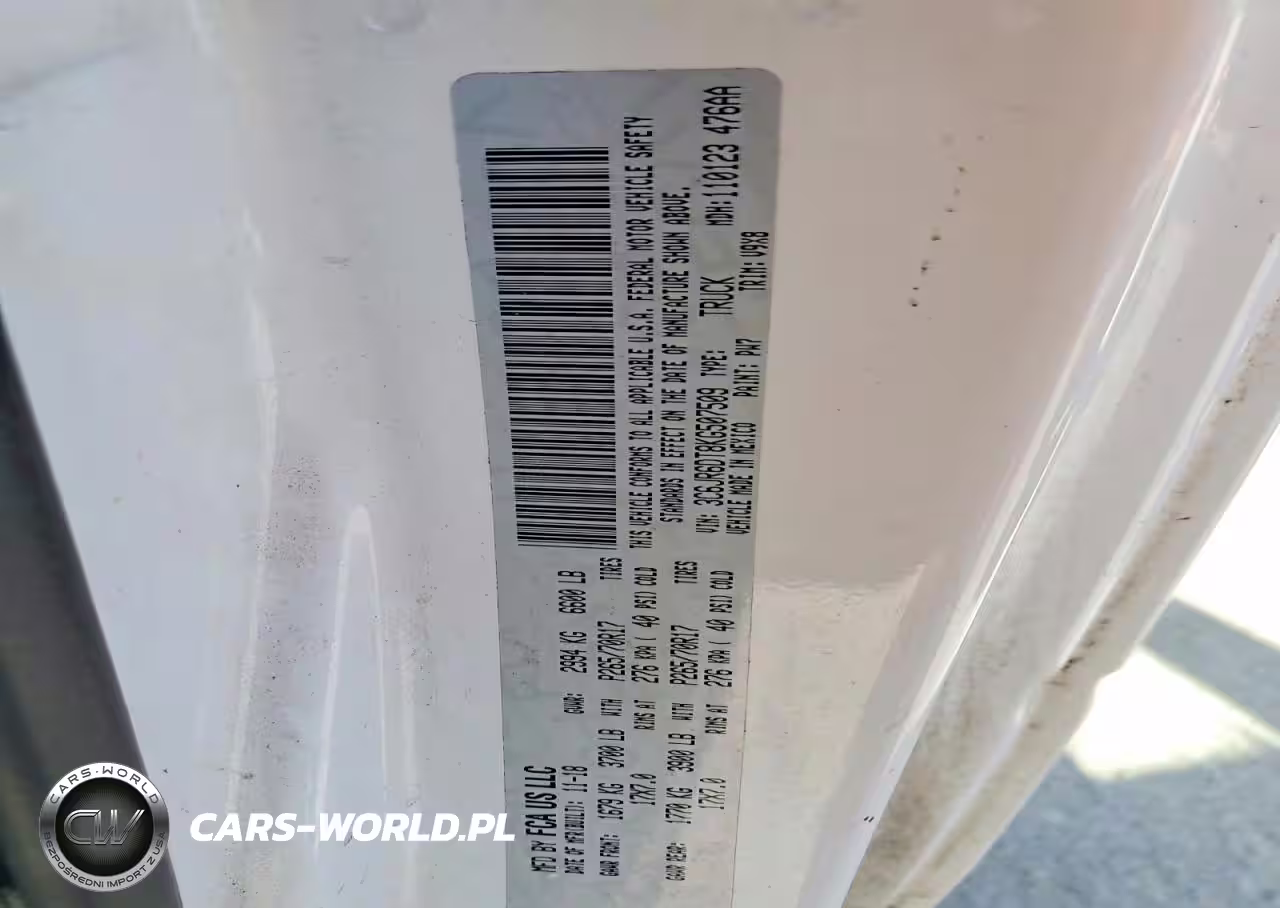 MFD BY FCA US LLC
DATE OF MFR(BUILT): 11-18 GVWR: 2994 KG 6600 LB
GAWR FRONT: 1679 KG 3700 LB WITH P265/70R17 TIRES
17X7.0 RIMS AT 276 KPA ( 40 PSI) COLD
GAWR REAR: 1770 KG 3900 LB WITH P265/70R17 TIRES
17X7.0 RIMS AT 276 KPA ( 40 PSI) COLD
THIS VEHICLE CONFORMS TO ALL APPLICABLE U.S.A. FEDERAL MOTOR VEHICLE SAFETY
STANDARDS IN EFFECT ON THE DATE OF MANUFACTURE SHOWN ABOVE.
VIN: 3C6JR6DT8KG507509 TYPE: TRUCK MDH: 110123 476AA
VEHICLE MADE IN MEXICO PAINT: PW7 TRIM: V9X8
CARS-WORLD
CW
BEZPOŚREDNI IMPORT Z USA
CARS-WORLD.PL